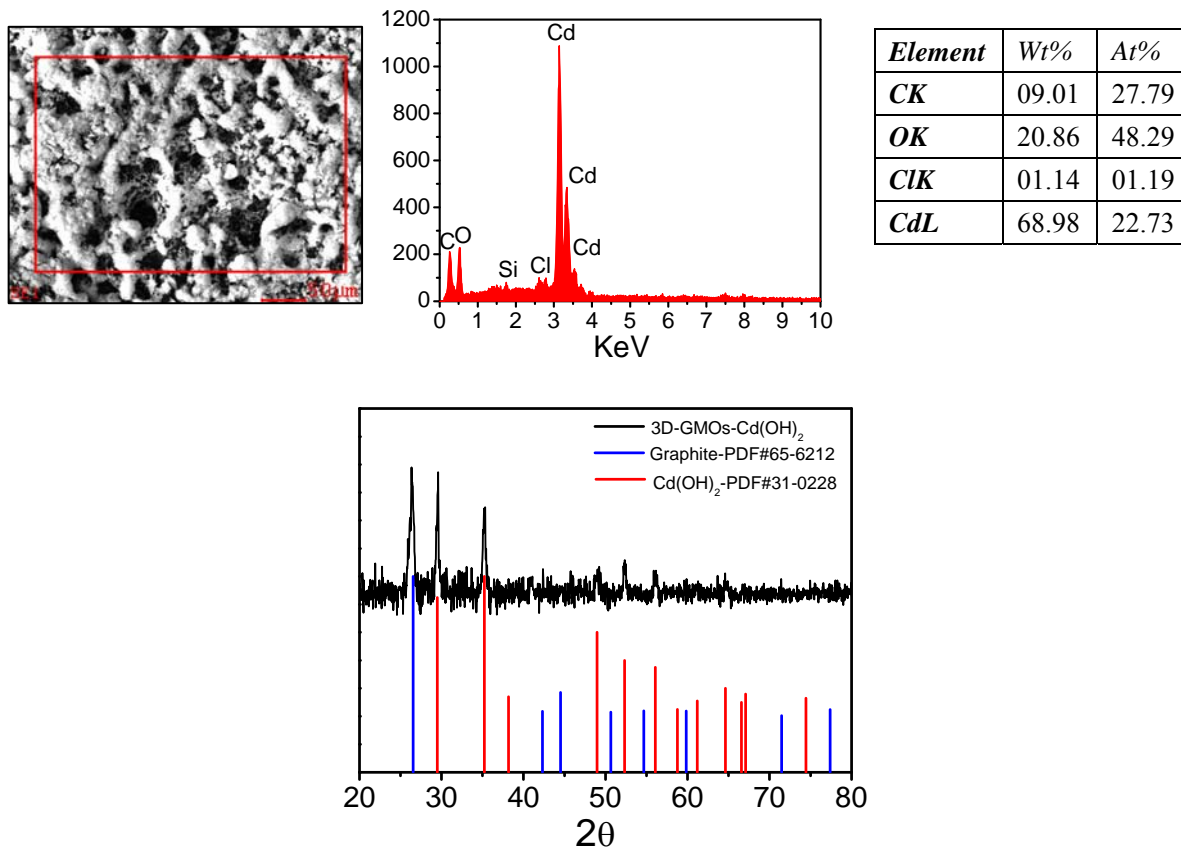 50µm
1200
1000
800
600
400
200
0
Cd
Cd
Cd
C
O
Si
Cl
0 1 2 3 4 5 6 7 8 9 10
KeV
Element Wt% At%
CK 09.01 27.79
OK 20.86 48.29
ClK 01.14 01.19
CdL 68.98 22.73
3D-GMOs-Cd(OH)₂
Graphite-PDF#65-6212
Cd(OH)₂-PDF#31-0228
20 30 40 50 60 70 80
2θ